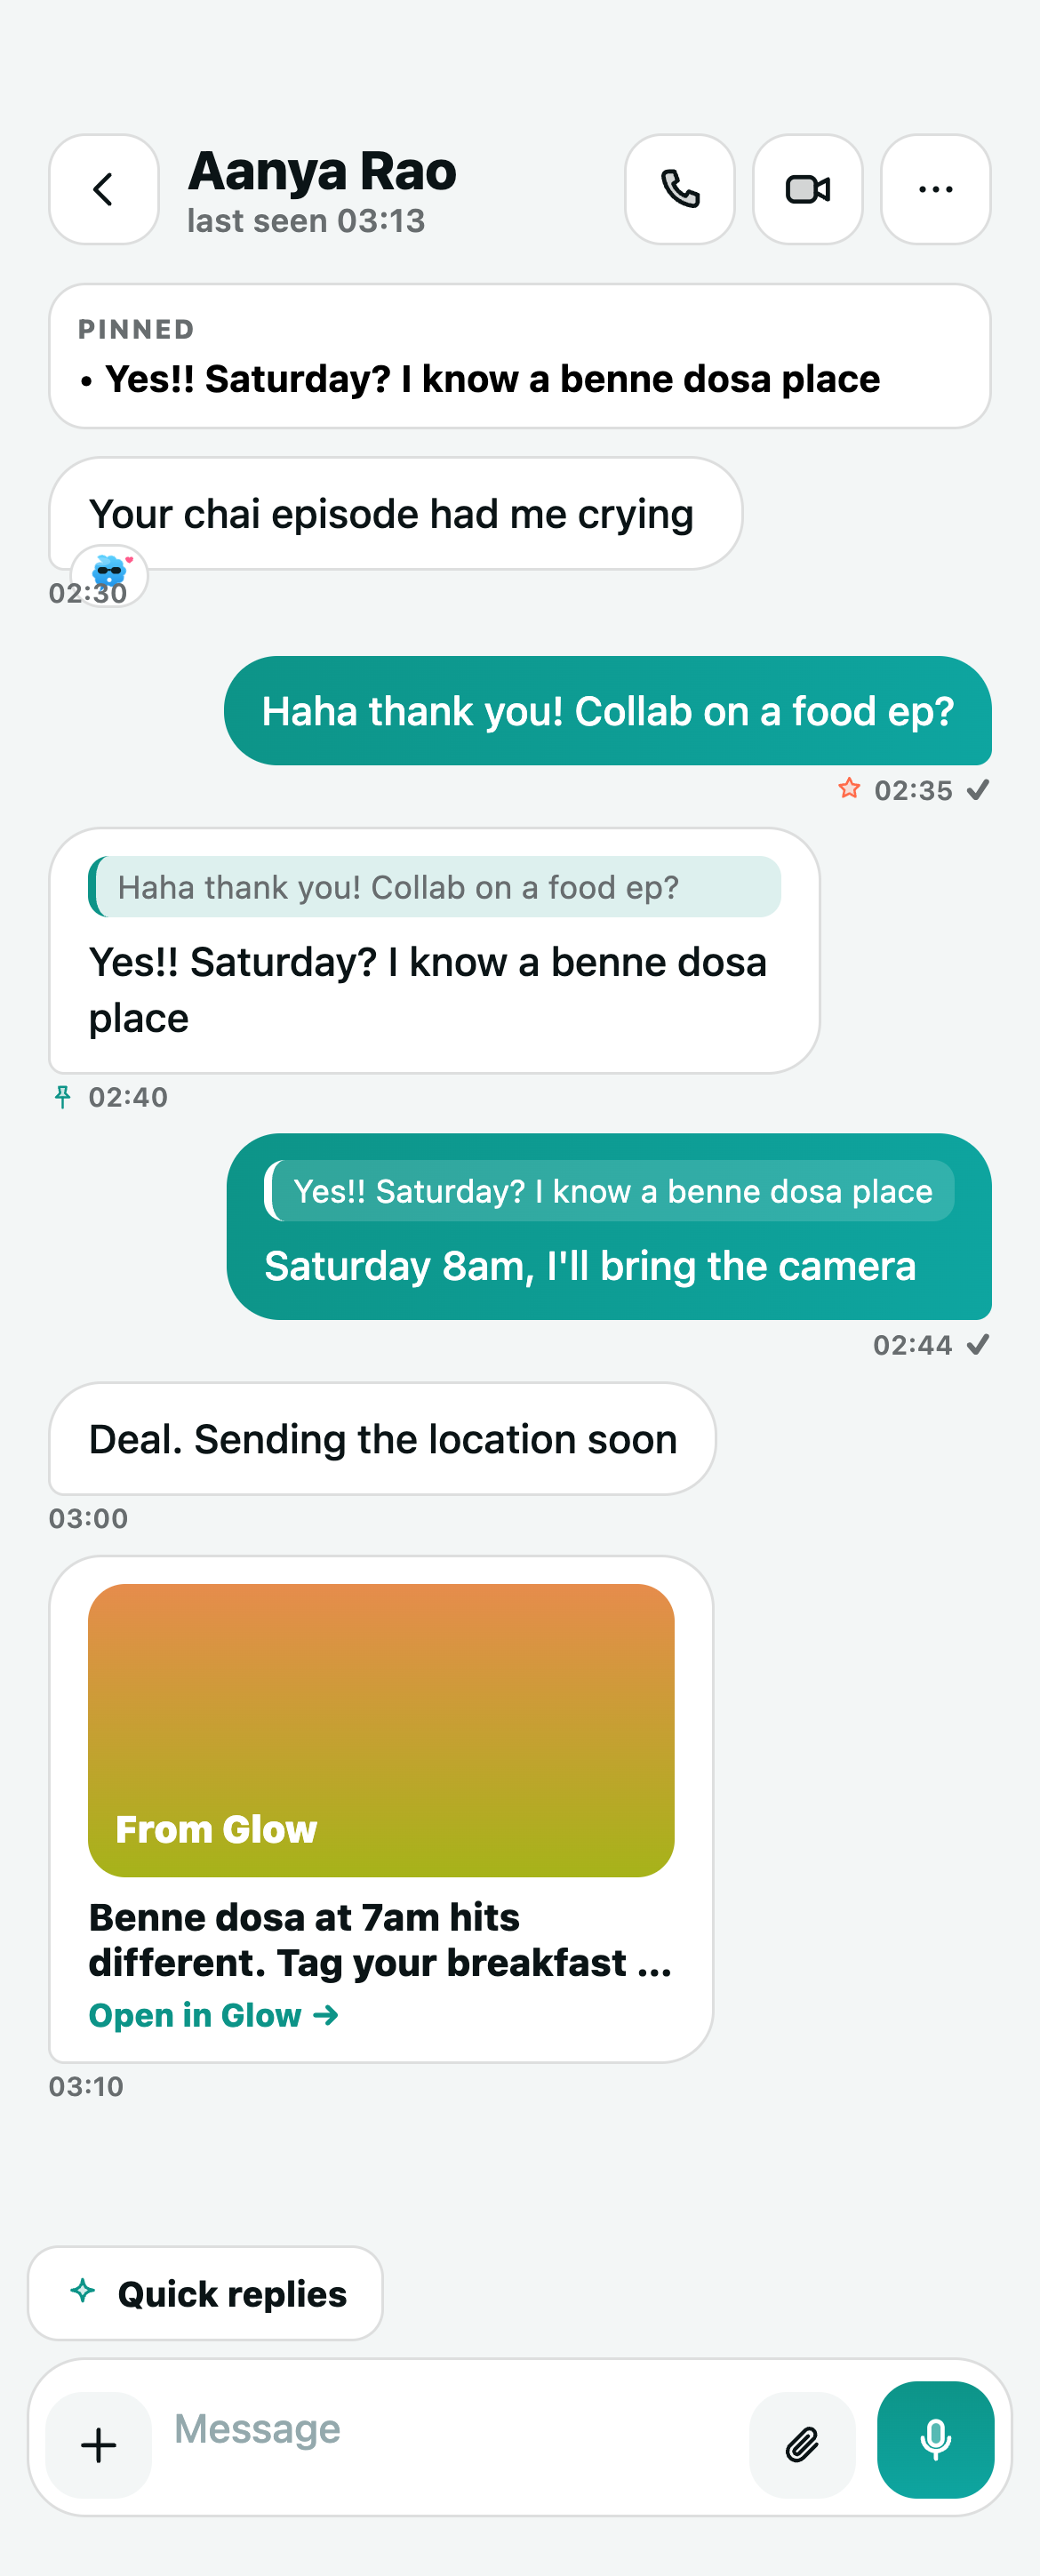 Aanya Rao
last seen 03:13
PINNED
• Yes!! Saturday? I know a benne dosa place
Your chai episode had me crying
02:30
Haha thank you! Collab on a food ep?
02:35
Haha thank you! Collab on a food ep?
Yes!! Saturday? I know a benne dosa
place
02:40
Yes!! Saturday? I know a benne dosa place
Saturday 8am, I'll bring the camera
02:44
Deal. Sending the location soon
03:00
From Glow
Benne dosa at 7am hits
different. Tag your breakfast ...
Open in Glow →
03:10
Quick replies
Message